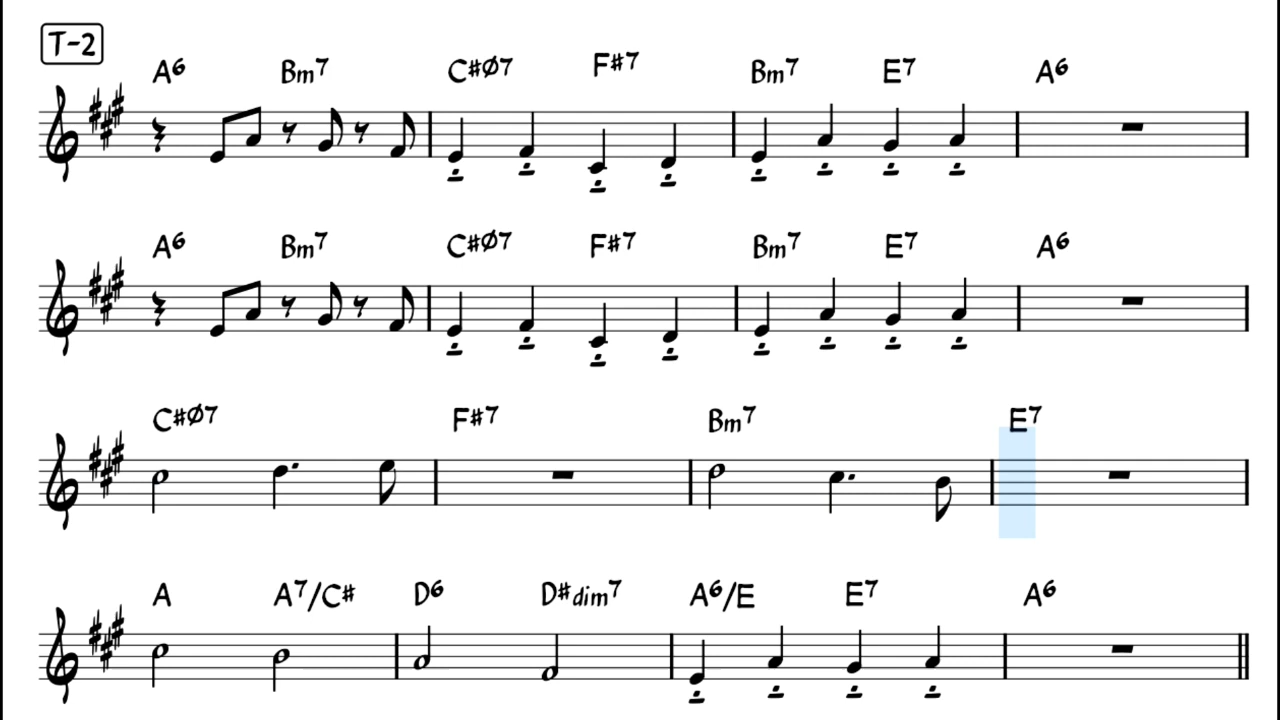 T-2
A6 Bm7 C#Ø7 F#7 Bm7 E7 A6
A6 Bm7 C#Ø7 F#7 Bm7 E7 A6
C#Ø7 F#7 Bm7 E7
A A7/C# D6 D#dim7 A6/E E7 A6